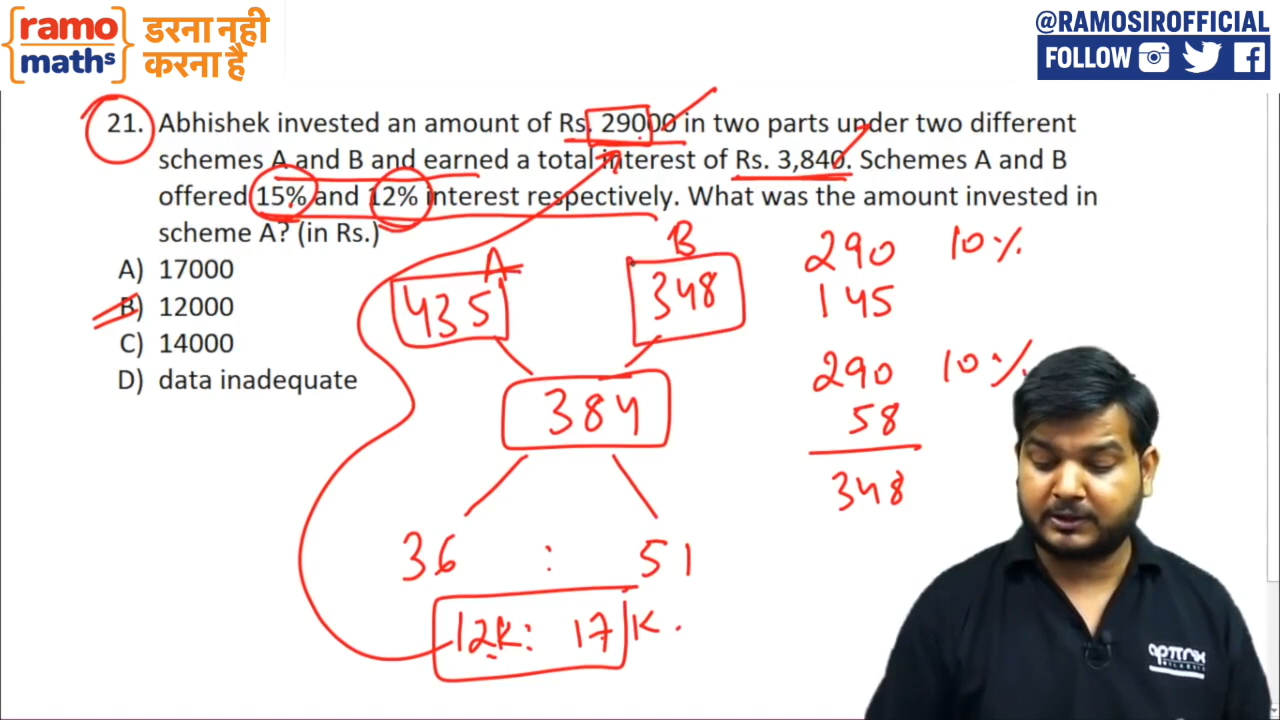 ramo
maths
डरना नही
करना है
@RAMOSIROFFICIAL
FOLLOW
21. Abhishek invested an amount of Rs. 29000 in two parts under two different
schemes A and B and earned a total interest of Rs. 3,840. Schemes A and B
offered 15% and 12% interest respectively. What was the amount invested in
scheme A? (in Rs.)
A) 17000
B) 12000
C) 14000
D) data inadequate
A B
435 348
384
36 : 51
12K: 17K.
290 10%
145
290 10%
58
348